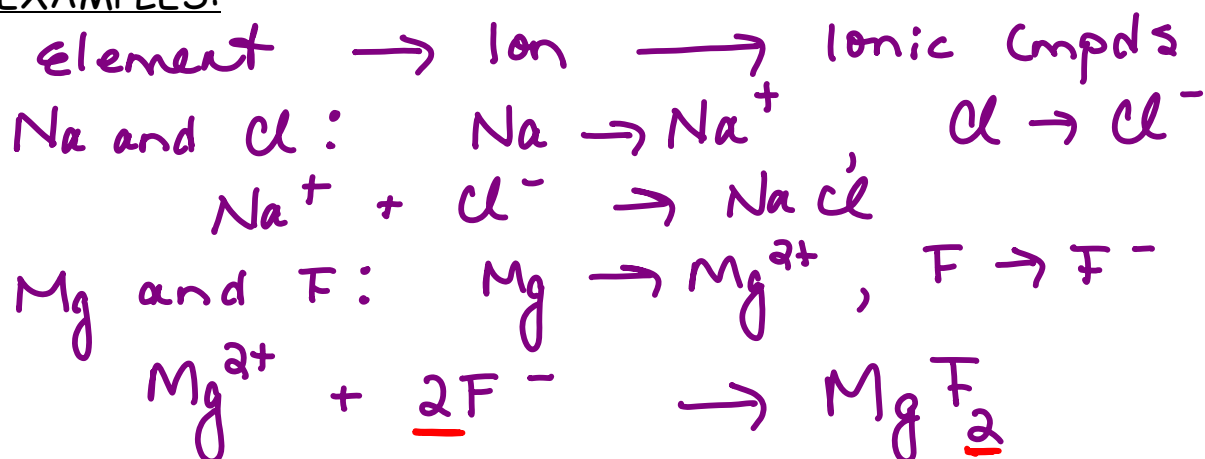 EXAMPLES:
Element → Ion → Ionic Cmpds
Na and Cl: Na → Na⁺, Cl → Cl⁻
Na⁺ + Cl⁻ → NaCl
Mg and F: Mg → Mg²⁺, F → F⁻
Mg²⁺ + 2F⁻ → MgF₂